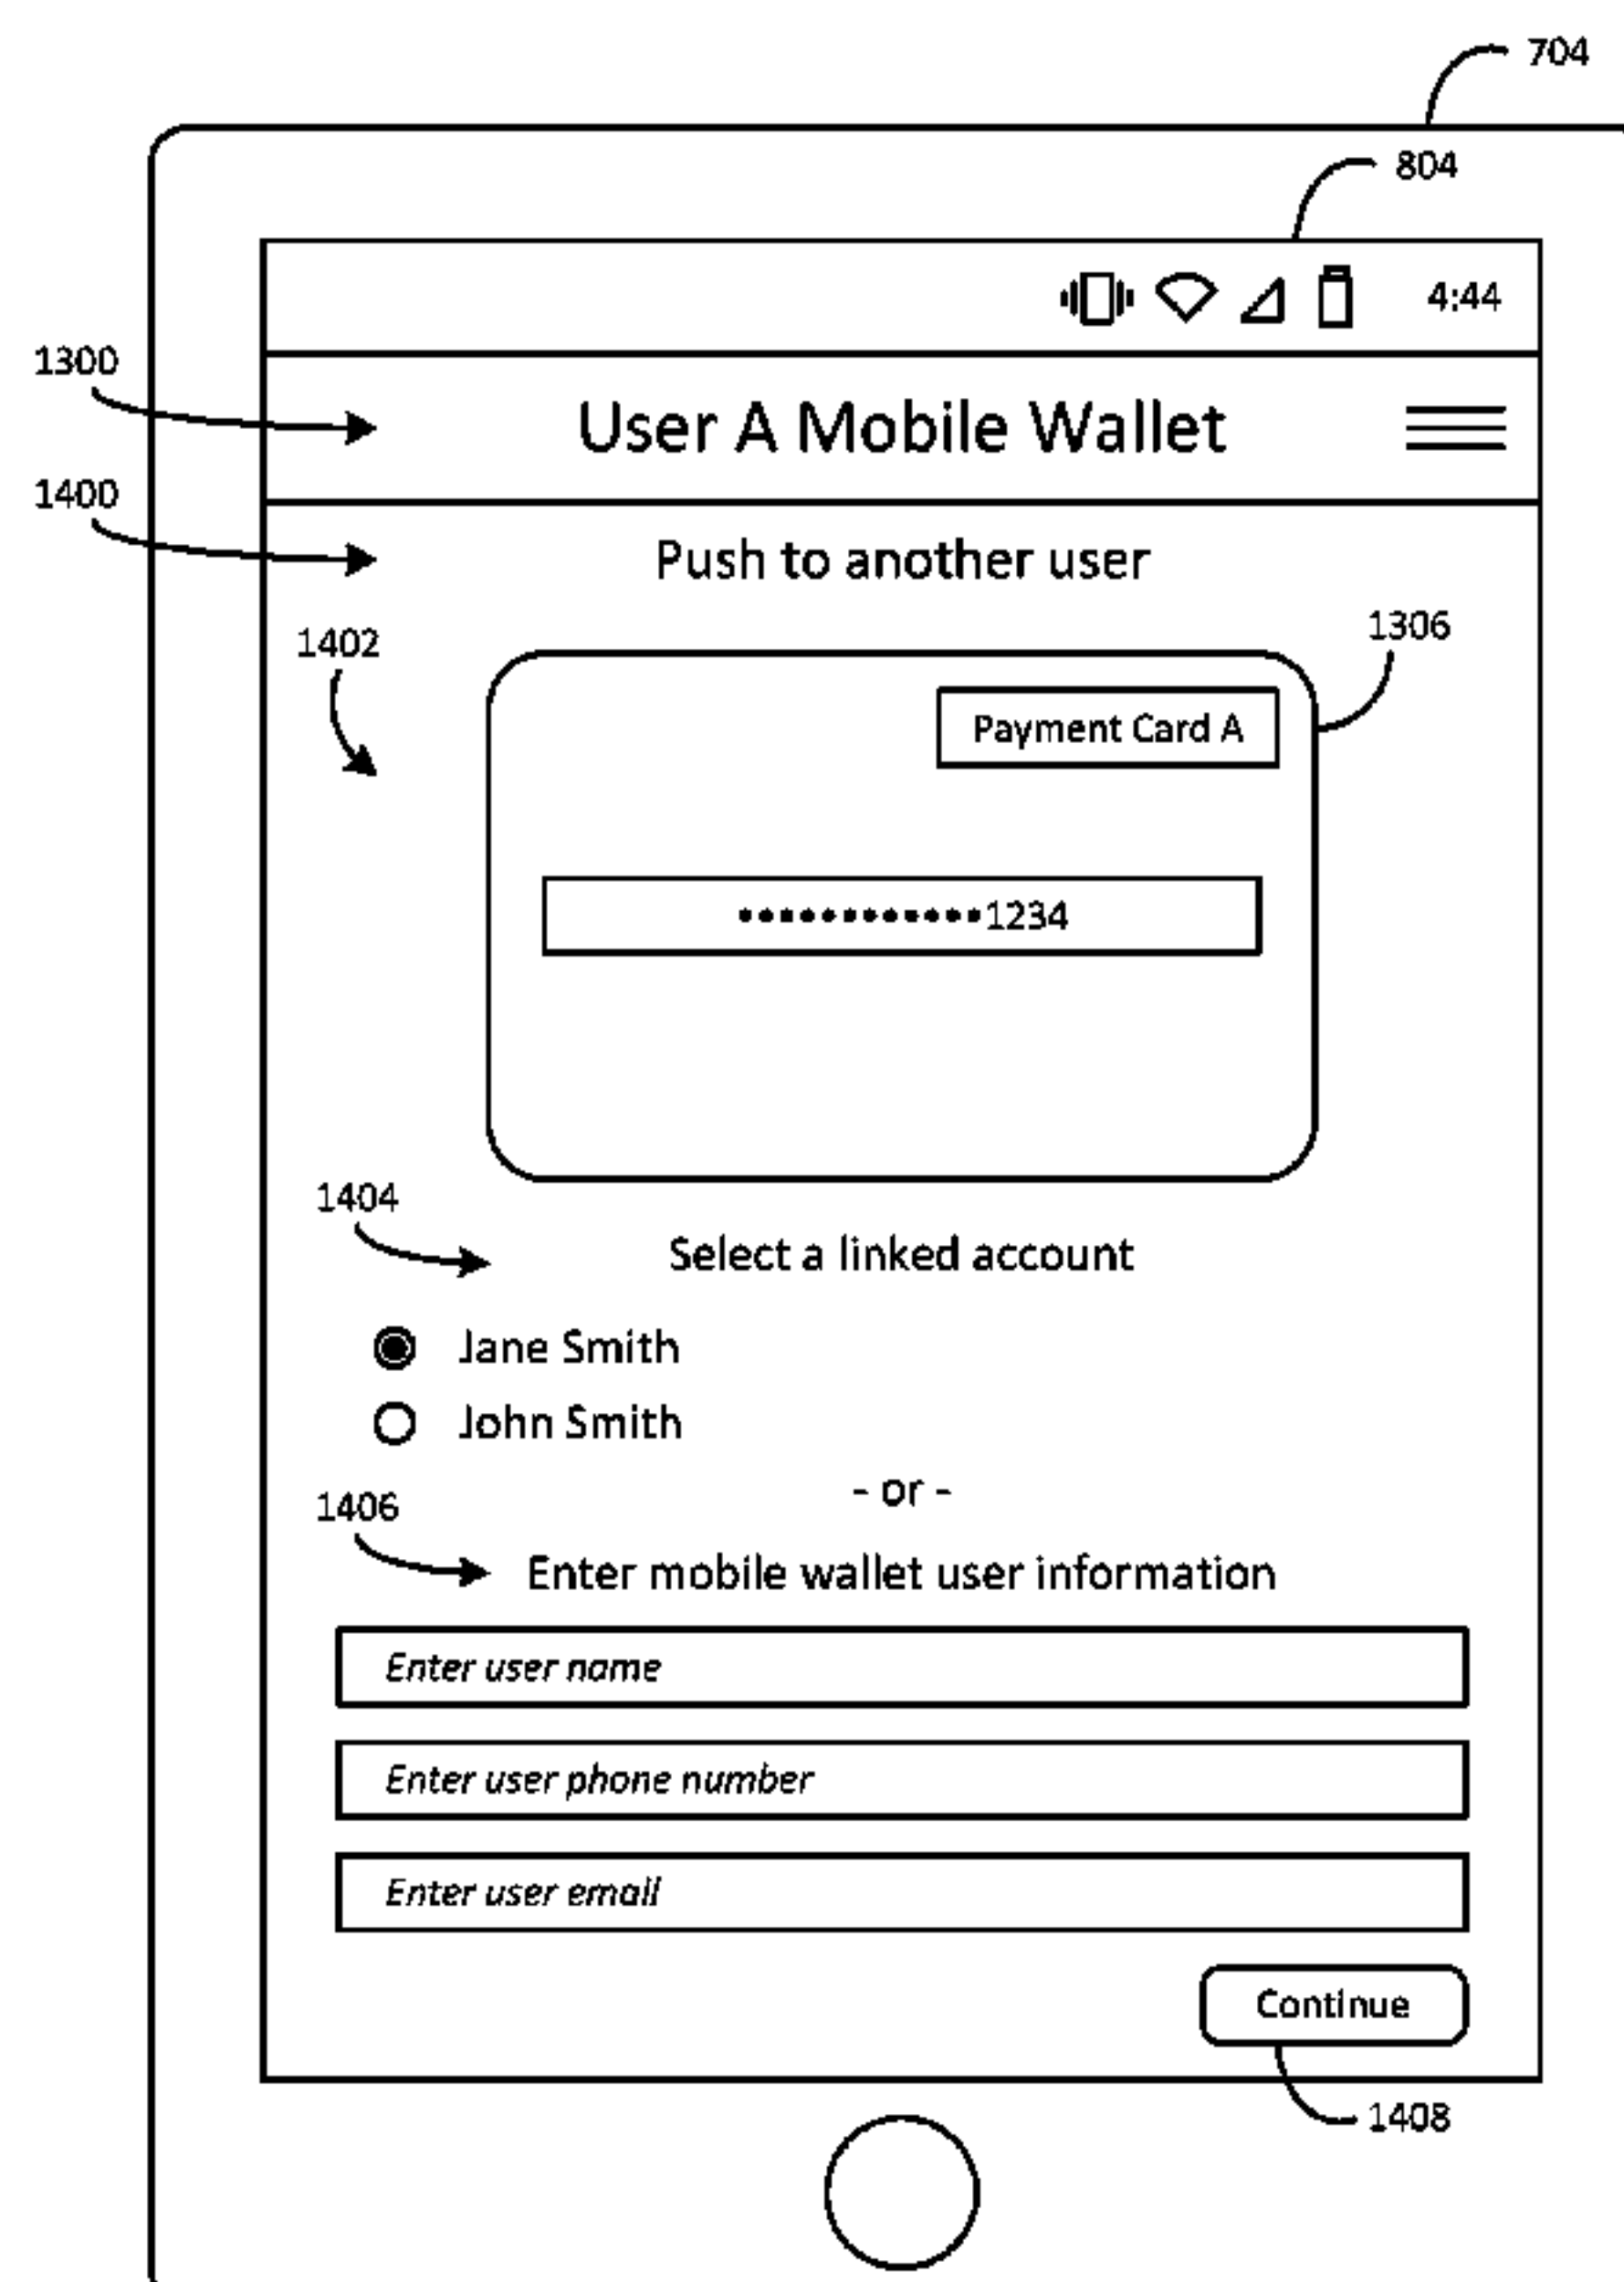 704
804
4:44
1300
User A Mobile Wallet
1400
Push to another user
1402
1306
Payment Card A
••••••••••••1234
1404
Select a linked account
Jane Smith
John Smith
- or -
1406
Enter mobile wallet user information
Enter user name
Enter user phone number
Enter user email
Continue
1408